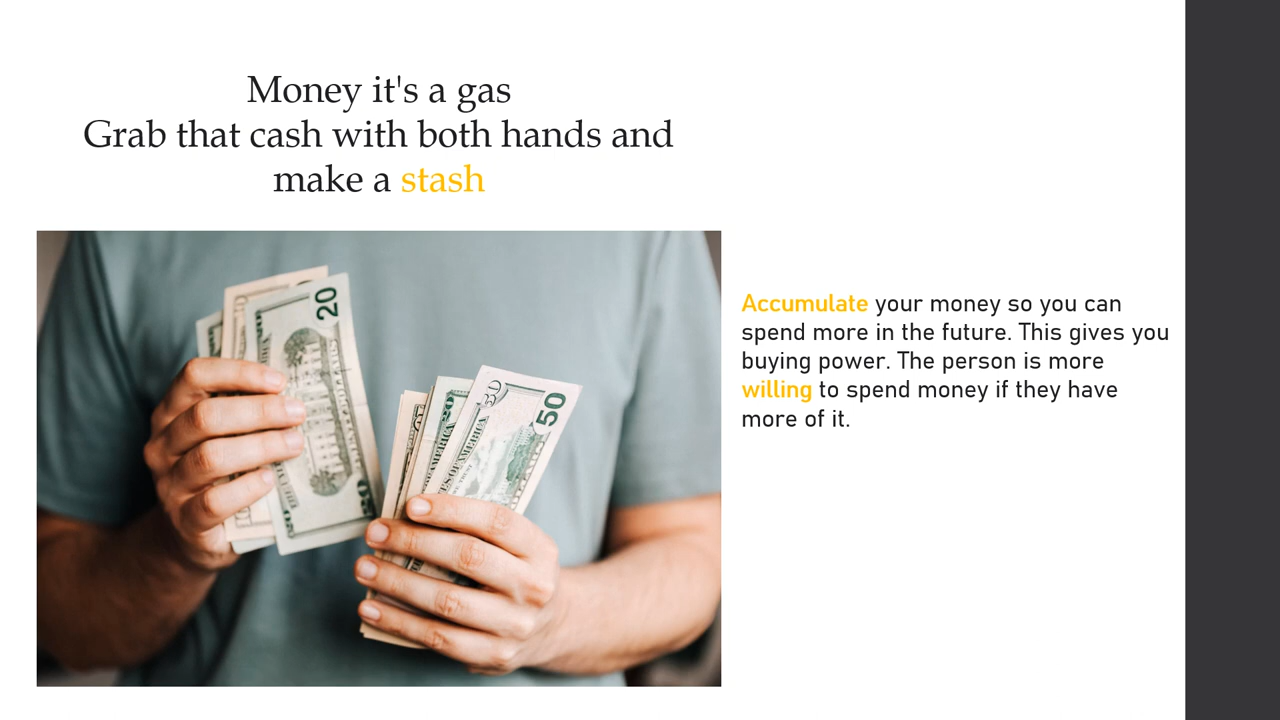 Money it's a gas
Grab that cash with both hands and
make a stash
20
50
Accumulate your money so you can
spend more in the future. This gives you
buying power. The person is more
willing to spend money if they have
more of it.